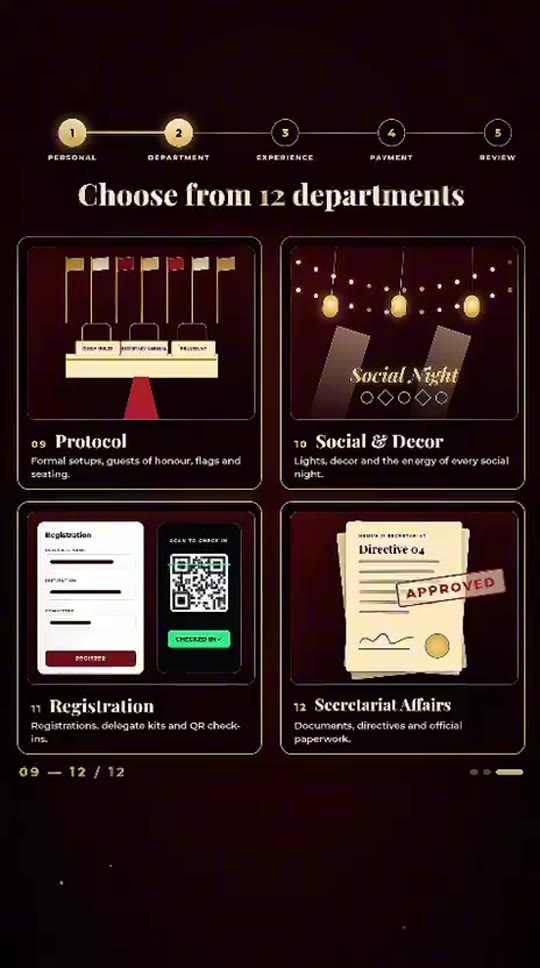 1
2
3
4
5
PERSONAL
DEPARTMENT
EXPERIENCE
PAYMENT
REVIEW
Choose from 12 departments
SECRETARY GENERAL
09 Protocol
Formal setups, guests of honour, flags and
seating.
Social Night
10 Social & Decor
Lights, decor and the energy of every social
night.
Registration
REGISTER
SCAN TO CHECK IN
CHECKED IN ✓
11 Registration
Registrations, delegate kits and QR check-
ins.
Directive 04
APPROVED
12 Secretariat Affairs
Documents, directives and official
paperwork.
09 — 12 / 12